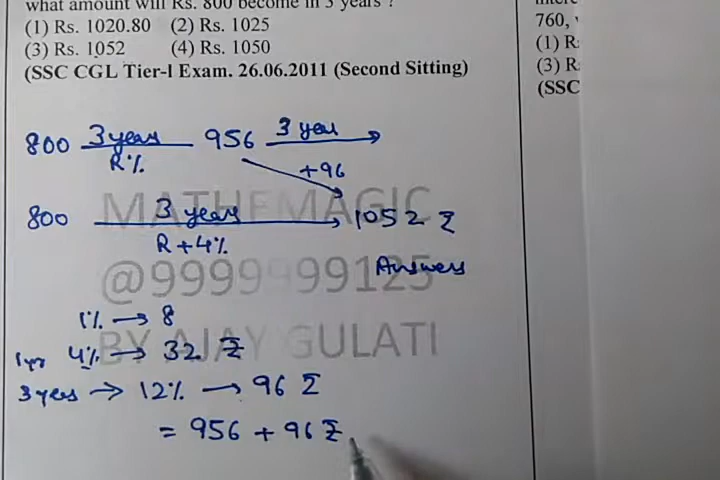 what amount will Rs. 800 become in 3 years ?
(1) Rs. 1020.80 (2) Rs. 1025
(3) Rs. 1052 (4) Rs. 1050
(SSC CGL Tier-I Exam. 26.06.2011 (Second Sitting)
760,
(1) R
(3) R
(SSC
800 3 years R% 956 3 year
+96
800 3 years 1052 ₹
R + 4%
Answers
MATHEMAGIC
@9999999125
BY AJAY GULATI
1% → 8
1yr 4% → 32 ₹
3 years → 12% → 96 ₹
= 956 + 96 ₹